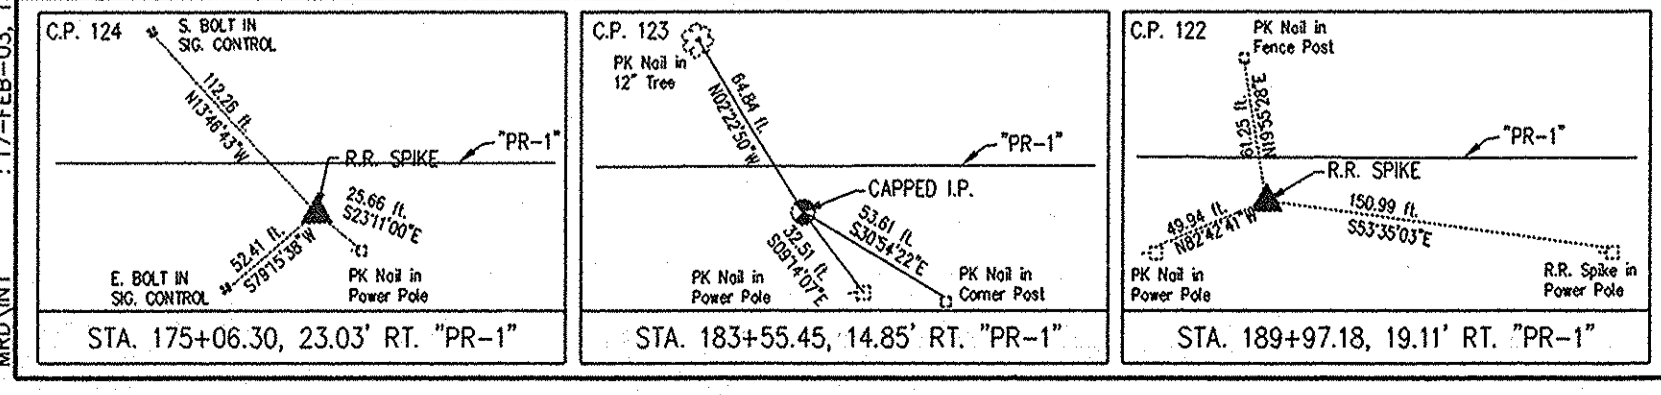 : 17-FEB-03,
MRD\INT
C.P. 124
S. BOLT IN
SIG. CONTROL
112.26 ft.
N13°46'43"W
"PR-1"
R.R. SPIKE
25.66 ft.
S23°11'00"E
52.41 ft.
S79°15'38"W
E. BOLT IN
SIG. CONTROL
PK Nail in
Power Pole
STA. 175+06.30, 23.03' RT. "PR-1"
C.P. 123
PK Nail in
12" Tree
64.84 ft.
N02°22'50"W
"PR-1"
CAPPED I.P.
53.61 ft.
S30°54'22"E
32.51 ft.
S09°14'07"E
PK Nail in
Power Pole
PK Nail in
Corner Post
STA. 183+55.45, 14.85' RT. "PR-1"
C.P. 122
PK Nail in
Fence Post
61.25 ft.
N19°55'28"E
"PR-1"
R.R. SPIKE
49.94 ft.
N82°42'41"W
150.99 ft.
S53°35'03"E
PK Nail in
Power Pole
R.R. Spike in
Power Pole
STA. 189+97.18, 19.11' RT. "PR-1"